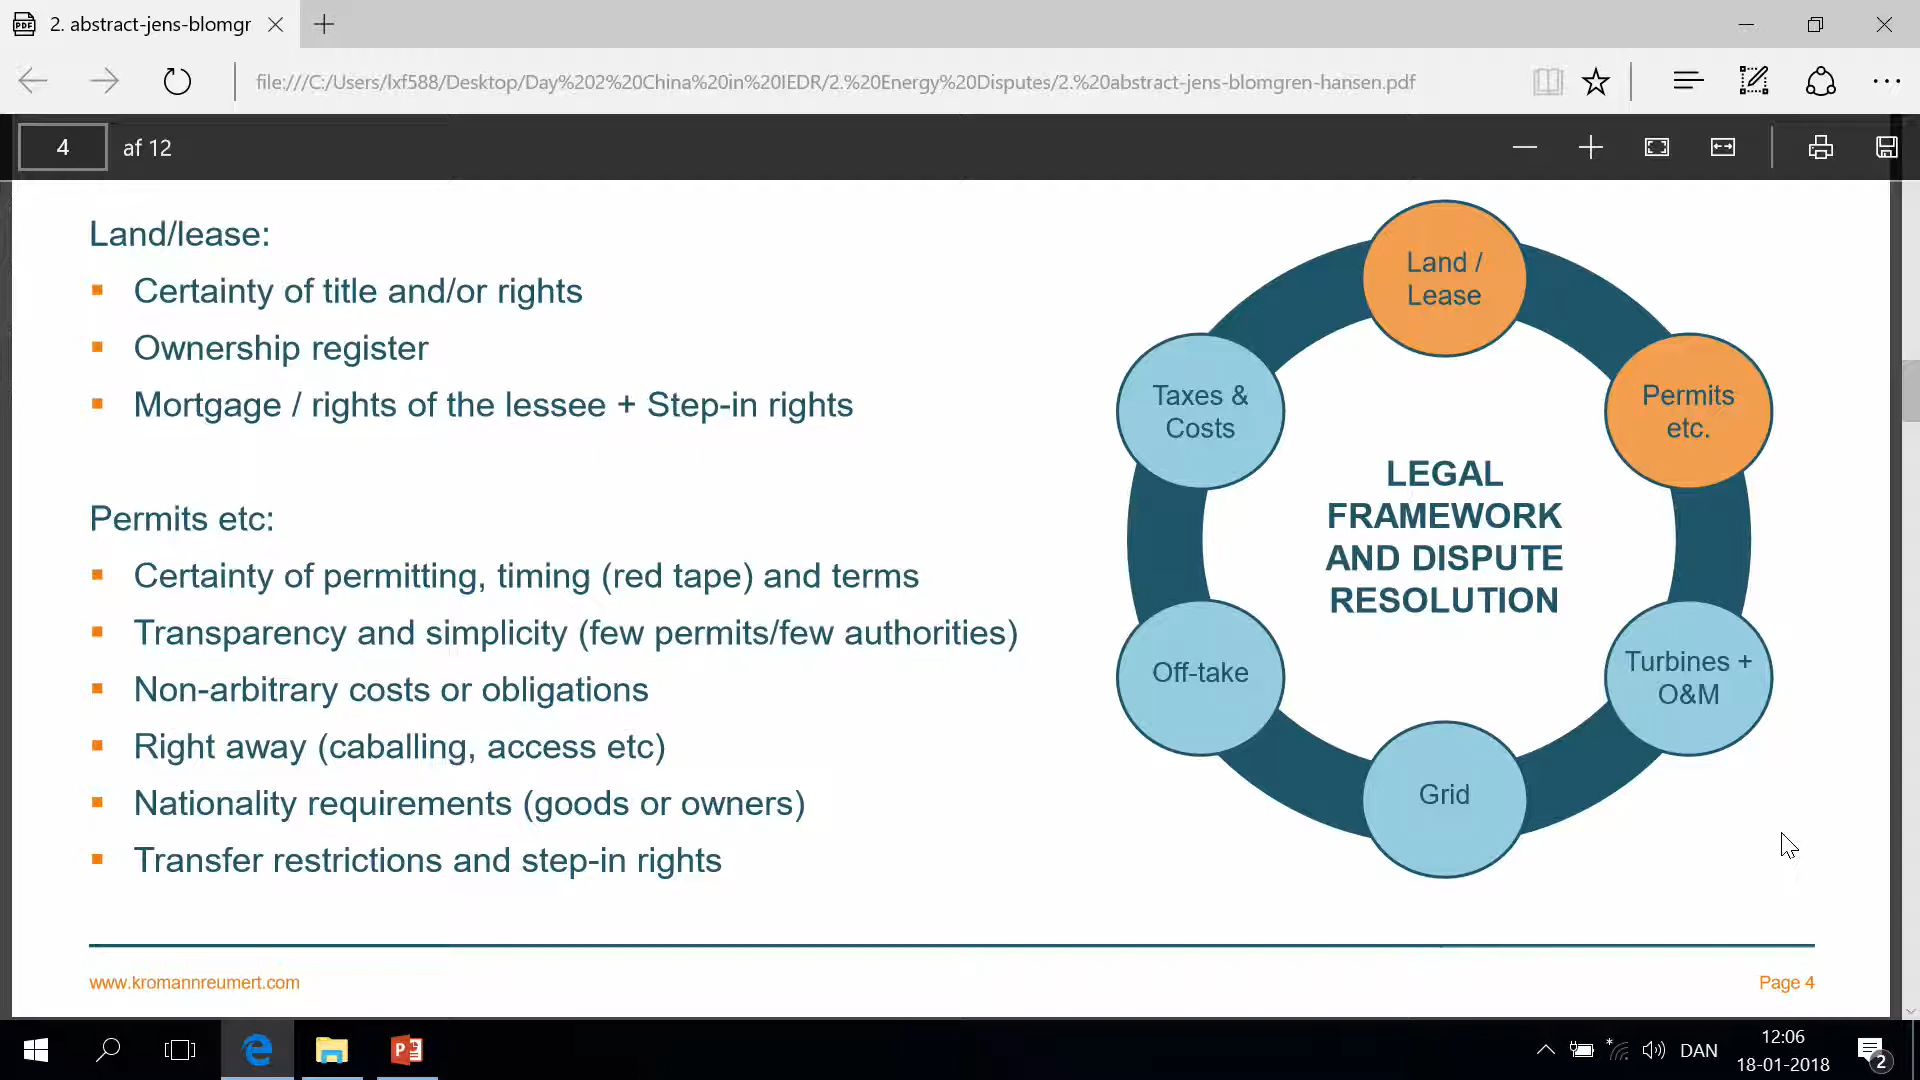 2. abstract-jens-blomgr
file:///C:/Users/lxf588/Desktop/Day%202%20China%20in%20IEDR/2.%20Energy%20Disputes/2.%20abstract-jens-blomgren-hansen.pdf
4 af 12
Land/lease:
Certainty of title and/or rights
Ownership register
Mortgage / rights of the lessee + Step-in rights
Permits etc:
Certainty of permitting, timing (red tape) and terms
Transparency and simplicity (few permits/few authorities)
Non-arbitrary costs or obligations
Right away (caballing, access etc)
Nationality requirements (goods or owners)
Transfer restrictions and step-in rights
Land /
Lease
Permits
etc.
Turbines +
O&M
Grid
Off-take
Taxes &
Costs
LEGAL
FRAMEWORK
AND DISPUTE
RESOLUTION
www.kromannreumert.com
Page 4
DAN
12:06
18-01-2018
2